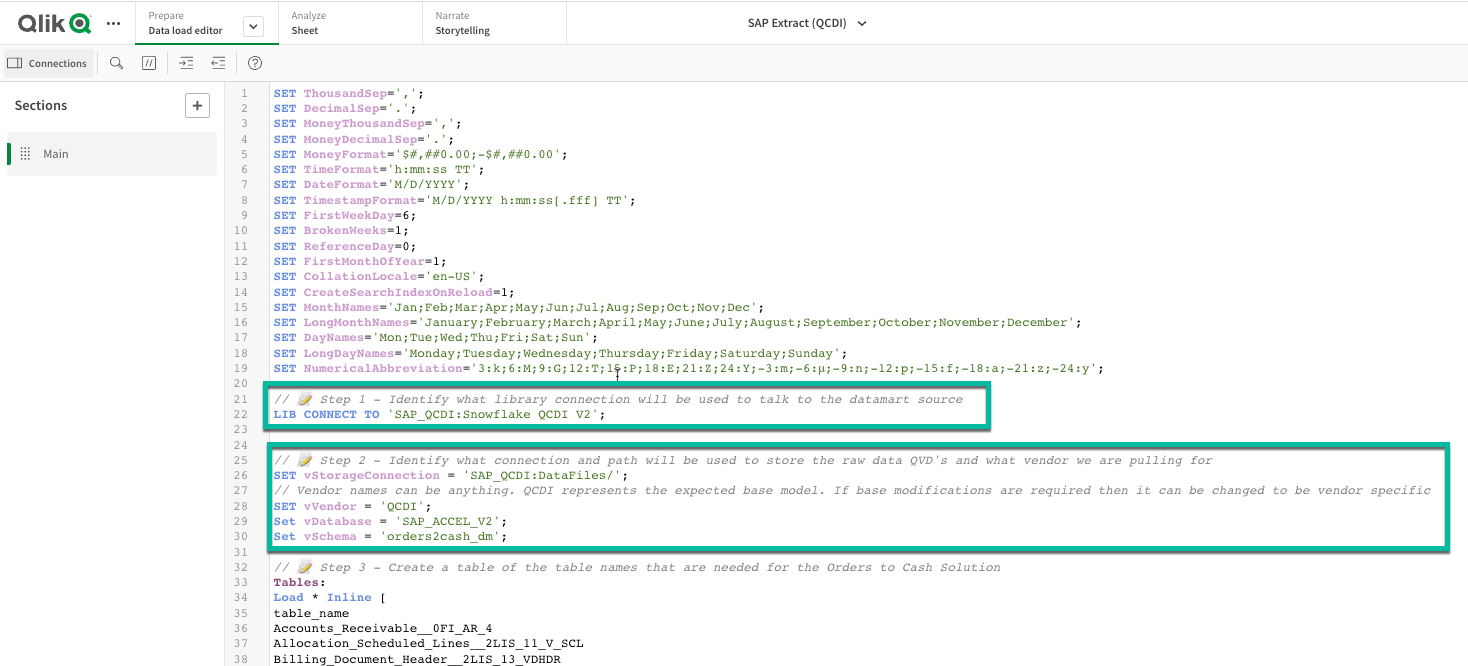 Qlik
Prepare
Data load editor
Analyze
Sheet
Narrate
Storytelling
SAP Extract (QCDI)
Connections
Sections
Main
1 SET ThousandSep=',';
2 SET DecimalSep='.';
3 SET MoneyThousandSep=',';
4 SET MoneyDecimalSep='.';
5 SET MoneyFormat='$#,##0.00;-$#,##0.00';
6 SET TimeFormat='h:mm:ss TT';
7 SET DateFormat='M/D/YYYY';
8 SET TimestampFormat='M/D/YYYY h:mm:ss[.fff] TT';
9 SET FirstWeekDay=6;
10 SET BrokenWeeks=1;
11 SET ReferenceDay=0;
12 SET FirstMonthOfYear=1;
13 SET CollationLocale='en-US';
14 SET CreateSearchIndexOnReload=1;
15 SET MonthNames='Jan;Feb;Mar;Apr;May;Jun;Jul;Aug;Sep;Oct;Nov;Dec';
16 SET LongMonthNames='January;February;March;April;May;June;July;August;September;October;November;December';
17 SET DayNames='Mon;Tue;Wed;Thu;Fri;Sat;Sun';
18 SET LongDayNames='Monday;Tuesday;Wednesday;Thursday;Friday;Saturday;Sunday';
19 SET NumericalAbbreviation='3:k;6:M;9:G;12:T;15:P;18:E;21:Z;24:Y;-3:m;-6:μ;-9:n;-12:p;-15:f;-18:a;-21:z;-24:y';
20
21 // 📝 Step 1 - Identify what library connection will be used to talk to the datamart source
22 LIB CONNECT TO 'SAP_QCDI:Snowflake QCDI V2';
23
24
25 // 📝 Step 2 - Identify what connection and path will be used to store the raw data QVD's and what vendor we are pulling for
26 SET vStorageConnection = 'SAP_QCDI:DataFiles/';
27 // Vendor names can be anything. QCDI represents the expected base model. If base modifications are required then it can be changed to be vendor specific
28 SET vVendor = 'QCDI';
29 Set vDatabase = 'SAP_ACCEL_V2';
30 Set vSchema = 'orders2cash_dm';
31
32 // 📝 Step 3 - Create a table of the table names that are needed for the Orders to Cash Solution
33 Tables:
34 Load * Inline [
35 table_name
36 Accounts_Receivable__0FI_AR_4
37 Allocation_Scheduled_Lines__2LIS_11_V_SCL
38 Billing_Document_Header__2LIS_13_VDHDR